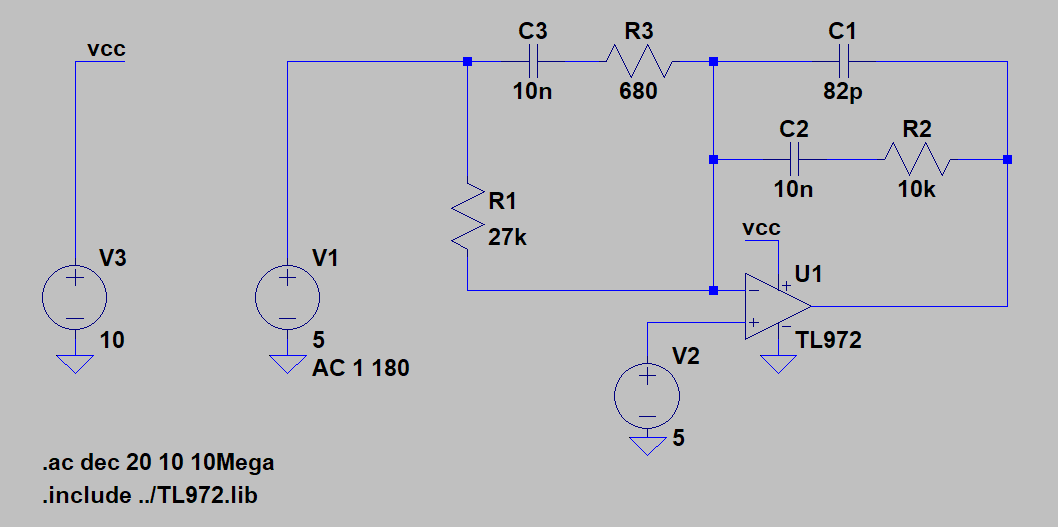 vcc
C3
R3
C1
10n
680
82p
C2
R2
10n
10k
R1
27k
vcc
V3
V1
U1
10
5
AC 1 180
TL972
V2
5
.ac dec 20 10 10Mega
.include ../TL972.lib